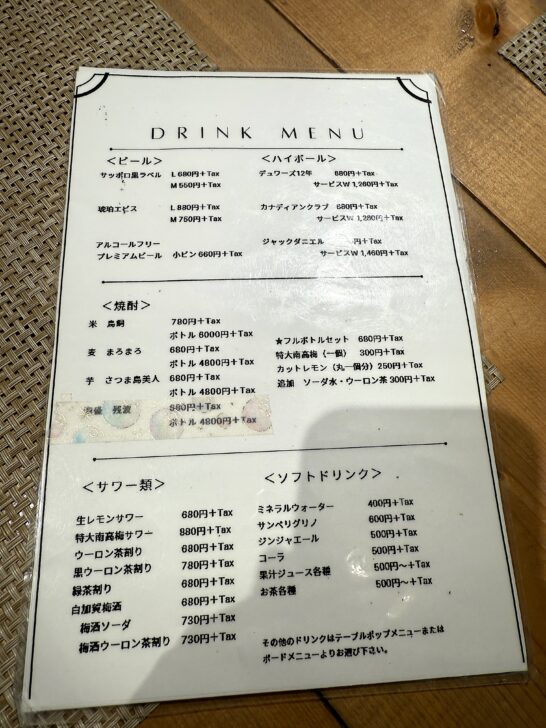 DRINK MENU
＜ビール＞
サッポロ黒ラベル L 680円＋Tax
M 550円＋Tax
琥珀エビス L 880円＋Tax
M 750円＋Tax
アルコールフリー
プレミアムビール 小ビン 660円＋Tax
＜ハイボール＞
デュワーズ12年 680円＋Tax
サービスW 1,260円＋Tax
カナディアンクラブ 680円＋Tax
サービスW 1,260円＋Tax
ジャックダニエル 円＋Tax
サービスW 1,460円＋Tax
＜焼酎＞
米 鳥飼 780円＋Tax
ボトル 6000円＋Tax
麦 まろまろ 680円＋Tax
ボトル 4800円＋Tax
芋 さつま島美人 680円＋Tax
ボトル 4800円＋Tax
泡盛 残波 580円＋Tax
ボトル 4800円＋Tax
★フルボトルセット 680円＋Tax
特大南高梅（一個） 300円＋Tax
カットレモン（丸一個分）250円＋Tax
追加 ソーダ水・ウーロン茶 300円＋Tax
＜サワー類＞
生レモンサワー 680円＋Tax
特大南高梅サワー 880円＋Tax
ウーロン茶割り 680円＋Tax
黒ウーロン茶割り 780円＋Tax
緑茶割り 680円＋Tax
白加賀梅酒 680円＋Tax
梅酒ソーダ 730円＋Tax
梅酒ウーロン茶割り 730円＋Tax
＜ソフトドリンク＞
ミネラルウォーター 400円＋Tax
サンペリグリノ 600円＋Tax
ジンジャエール 500円＋Tax
コーラ 500円＋Tax
果汁ジュース各種 500円〜＋Tax
お茶各種 500円〜＋Tax
その他のドリンクはテーブルポップメニューまたは
ボードメニューよりお選び下さい。